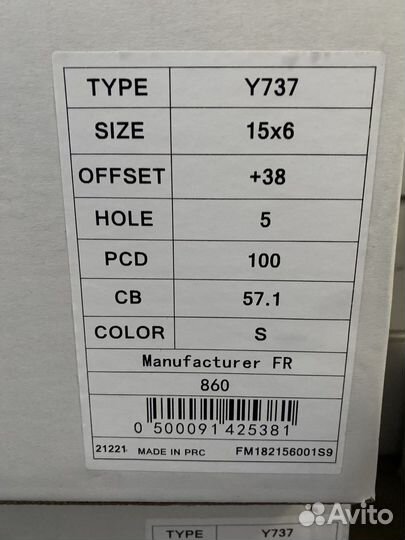 TYPE Y737
SIZE 15x6
OFFSET +38
HOLE 5
PCD 100
CB 57.1
COLOR S
Manufacturer FR
860
0 500091 425381
21221 MADE IN PRC FM182156001S9
TYPE Y737
Avito